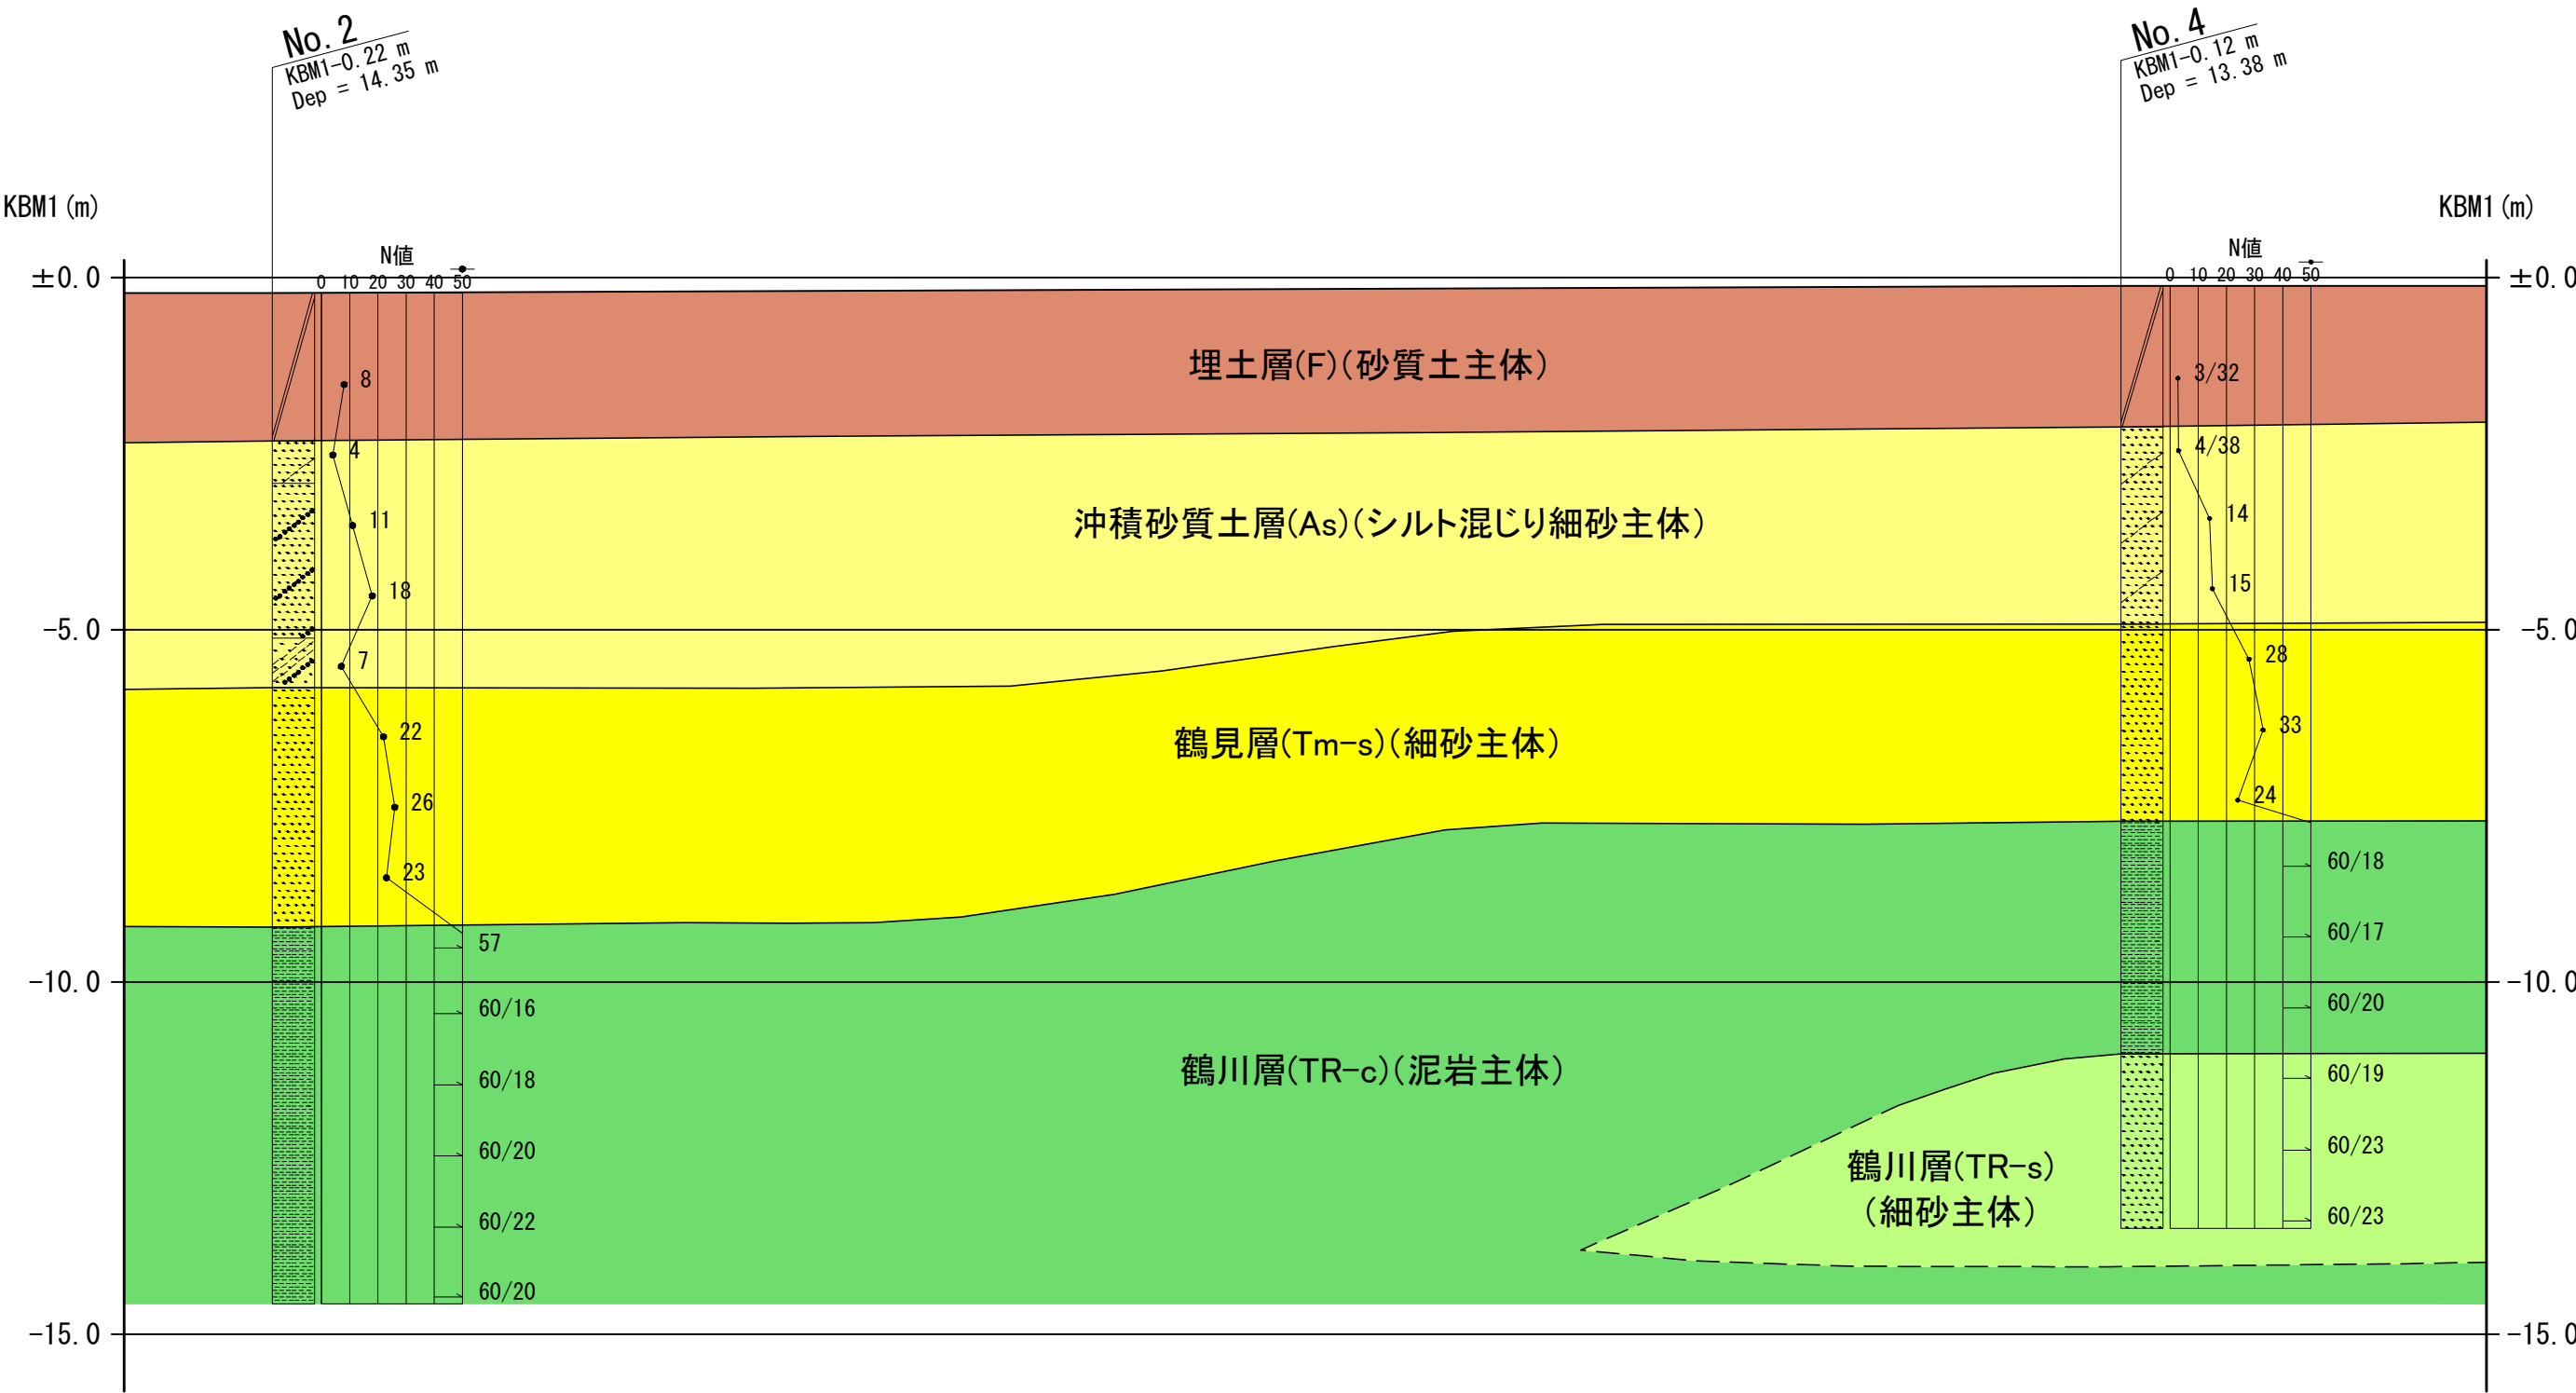 No.2
KBM1-0.22 m
Dep = 14.35 m
No.4
KBM1-0.12 m
Dep = 13.38 m
KBM1(m)
KBM1(m)
N値
0 10 20 30 40 50
N値
0 10 20 30 40 50
±0.0
±0.0
埋土層(F)(砂質土主体)
8
3/32
4
4/38
沖積砂質土層(As)(シルト混じり細砂主体)
11
14
18
15
-5.0
-5.0
7
28
22
33
鶴見層(Tm-s)(細砂主体)
26
24
23
60/18
57
60/17
-10.0
-10.0
60/16
60/20
鶴川層(TR-c)(泥岩主体)
60/18
60/19
60/20
60/23
鶴川層(TR-s)
(細砂主体)
60/22
60/23
60/20
-15.0
-15.0